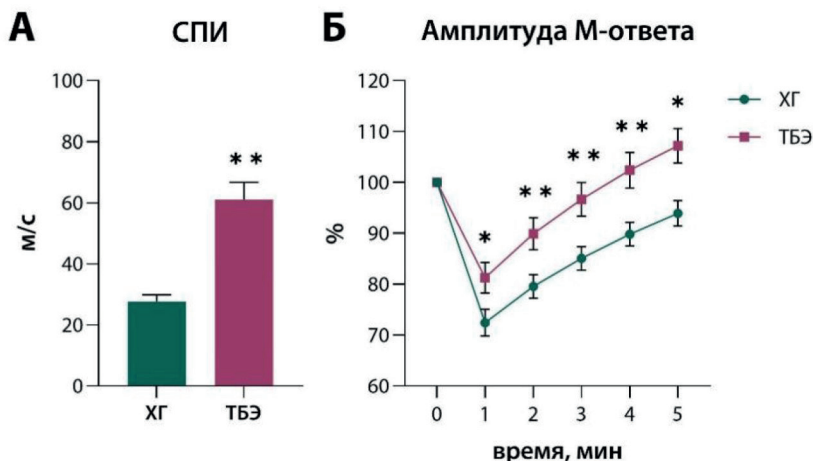 А СПИ
м/с
100
80
60
40
20
0
**
ХГ ТБЭ
Б Амплитуда М-ответа
%
120
110
100
90
80
70
60
* ** ** ** *
0 1 2 3 4 5
время, мин
ХГ
ТБЭ